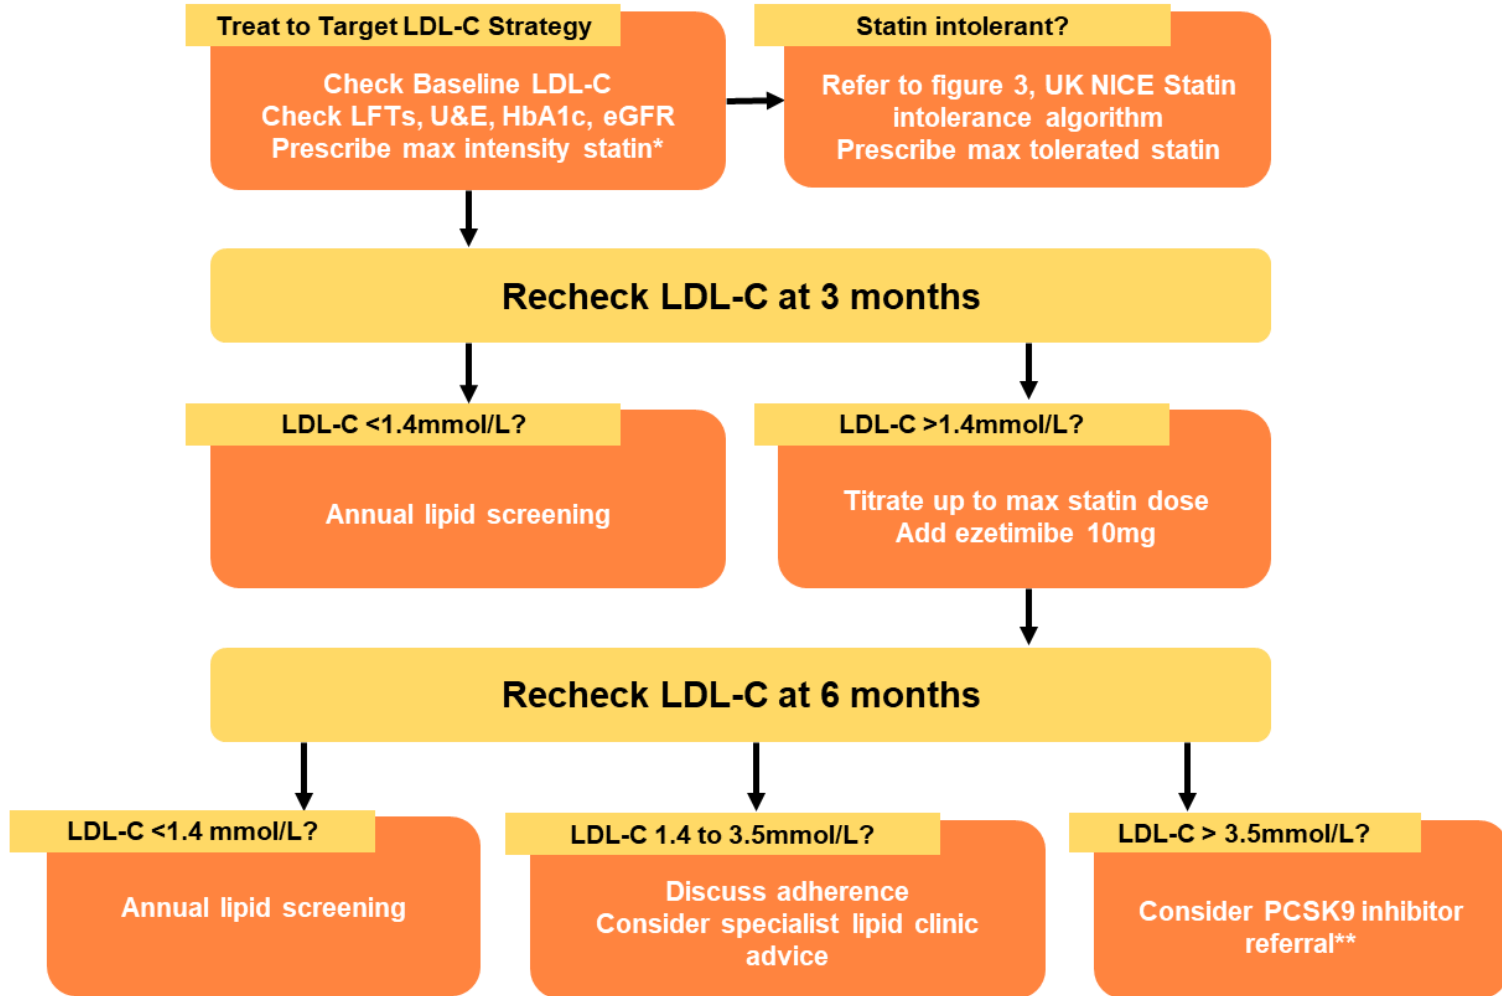 Treat to Target LDL-C Strategy
Check Baseline LDL-C
Check LFTs, U&E, HbA1c, eGFR
Prescribe max intensity statin*
Statin intolerant?
Refer to figure 3, UK NICE Statin
intolerance algorithm
Prescribe max tolerated statin
Recheck LDL-C at 3 months
LDL-C <1.4mmol/L?
Annual lipid screening
LDL-C >1.4mmol/L?
Titrate up to max statin dose
Add ezetimibe 10mg
Recheck LDL-C at 6 months
LDL-C <1.4 mmol/L?
Annual lipid screening
LDL-C 1.4 to 3.5mmol/L?
Discuss adherence
Consider specialist lipid clinic
advice
LDL-C > 3.5mmol/L?
Consider PCSK9 inhibitor
referral**